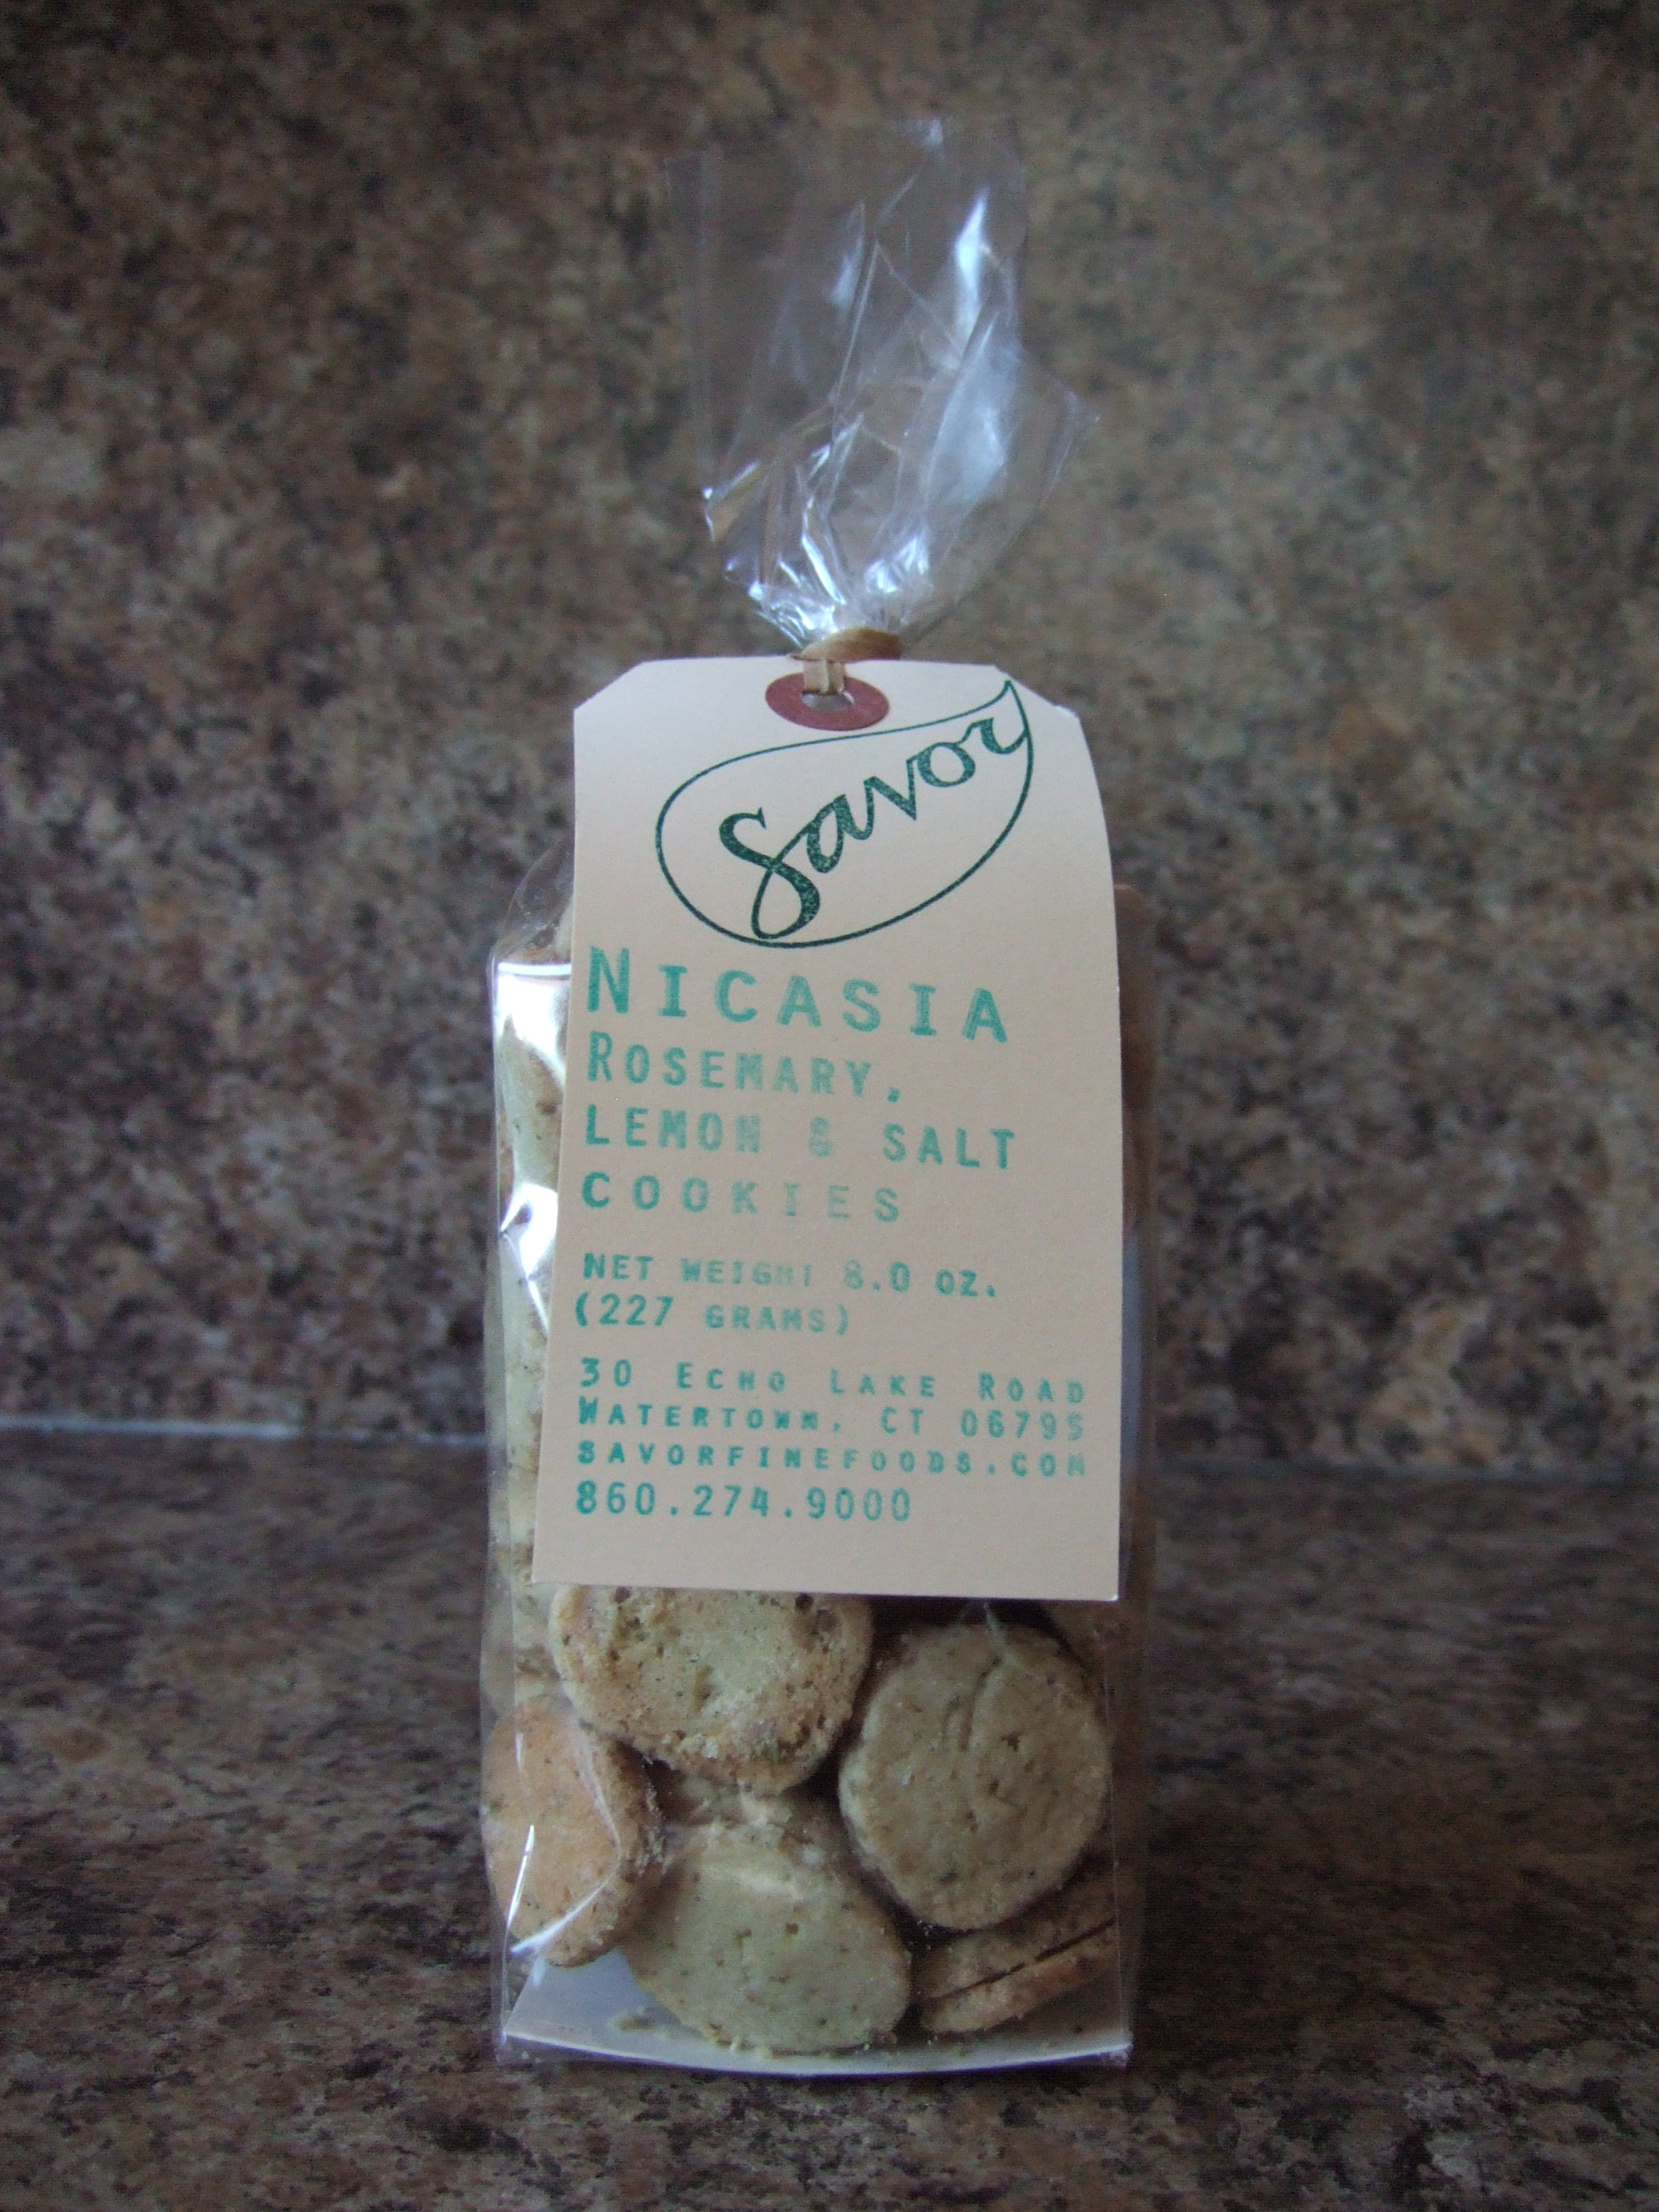 Savor
NICASIA
ROSEMARY,
LEMON & SALT
COOKIES
NET WEIGHT 8.0 OZ.
(227 GRAMS)
30 ECHO LAKE ROAD
WATERTOWN, CT 06795
SAVORFINEFOODS.COM
860.274.9000